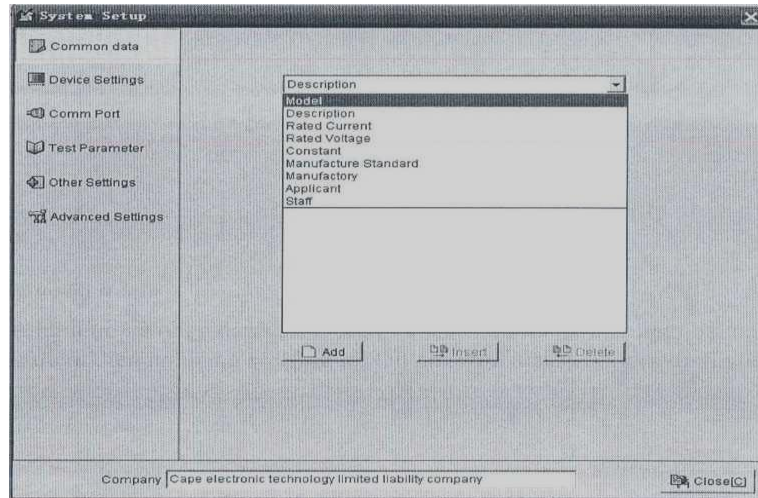 System Setup
Common data
Device Settings
Comm Port
Test Parameter
Other Settings
Advanced Settings
Description
Model
Description
Rated Current
Rated Voltage
Constant
Manufacture Standard
Manufactory
Applicant
Staff
Add
Insert
Delete
Company Cape electronic technology limited liability company
Close[C]